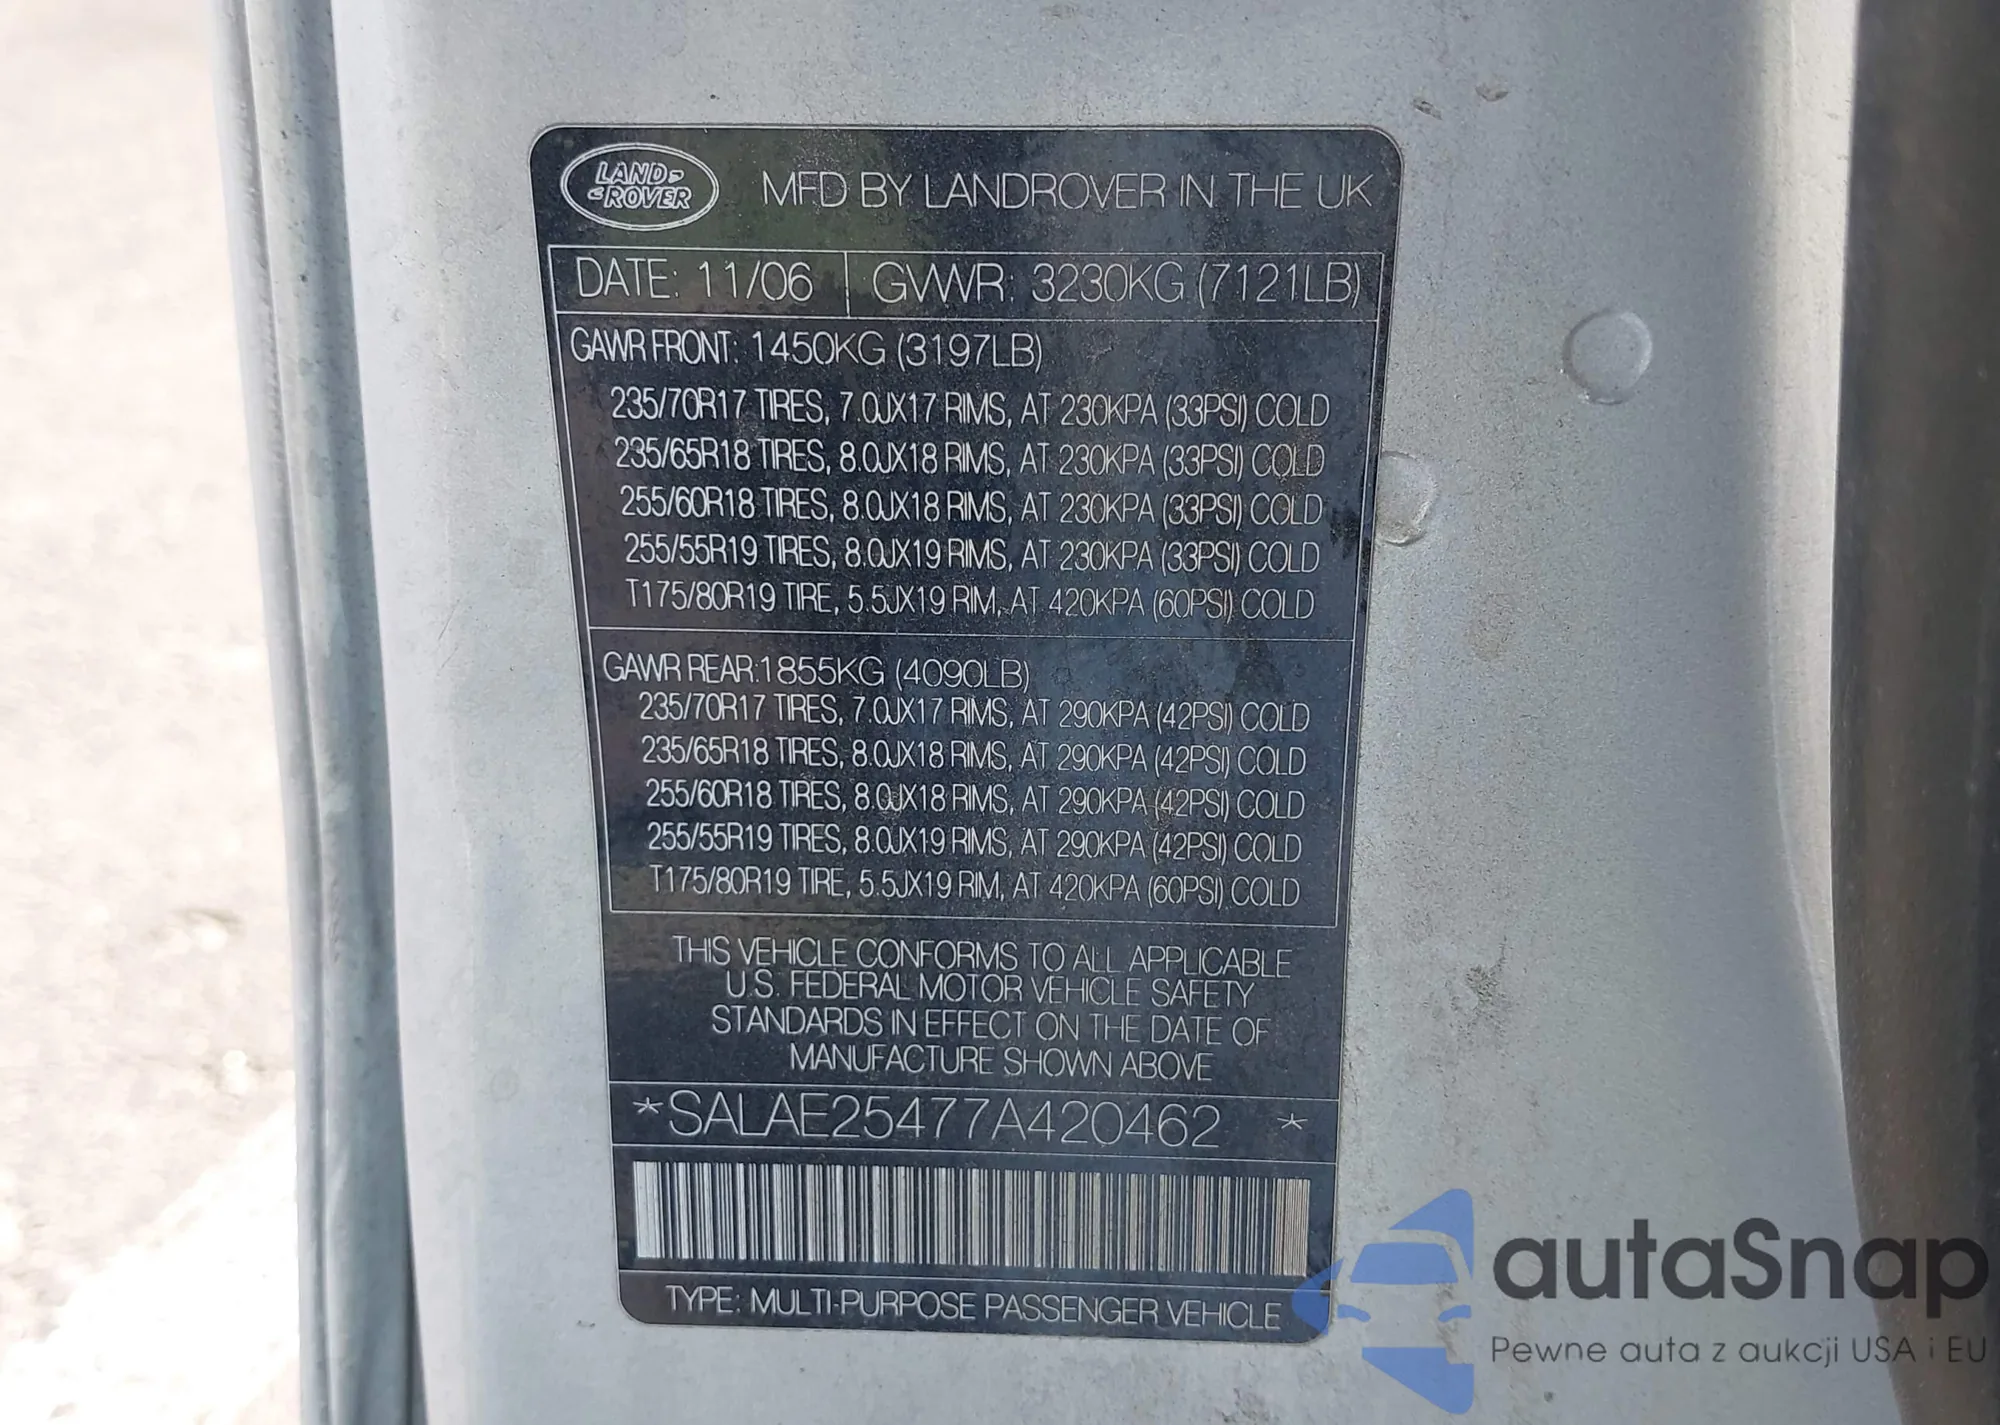 LAND-
-ROVER
MFD BY LANDROVER IN THE UK
DATE: 11/06 GVWR: 3230KG (7121LB)
GAWR FRONT: 1450KG (3197LB)
235/70R17 TIRES, 7.0JX17 RIMS, AT 230KPA (33PSI) COLD
235/65R18 TIRES, 8.0JX18 RIMS, AT 230KPA (33PSI) COLD
255/60R18 TIRES, 8.0JX18 RIMS, AT 230KPA (33PSI) COLD
255/55R19 TIRES, 8.0JX19 RIMS, AT 230KPA (33PSI) COLD
T175/80R19 TIRE, 5.5JX19 RIM, AT 420KPA (60PSI) COLD
GAWR REAR:1855KG (4090LB)
235/70R17 TIRES, 7.0JX17 RIMS, AT 290KPA (42PSI) COLD
235/65R18 TIRES, 8.0JX18 RIMS, AT 290KPA (42PSI) COLD
255/60R18 TIRES, 8.0JX18 RIMS, AT 290KPA (42PSI) COLD
255/55R19 TIRES, 8.0JX19 RIMS, AT 290KPA (42PSI) COLD
T175/80R19 TIRE, 5.5JX19 RIM, AT 420KPA (60PSI) COLD
THIS VEHICLE CONFORMS TO ALL APPLICABLE
U.S. FEDERAL MOTOR VEHICLE SAFETY
STANDARDS IN EFFECT ON THE DATE OF
MANUFACTURE SHOWN ABOVE
*SALAE25477A420462 *
TYPE: MULTI-PURPOSE PASSENGER VEHICLE
autaSnap
Pewne auta z aukcji USA i EU